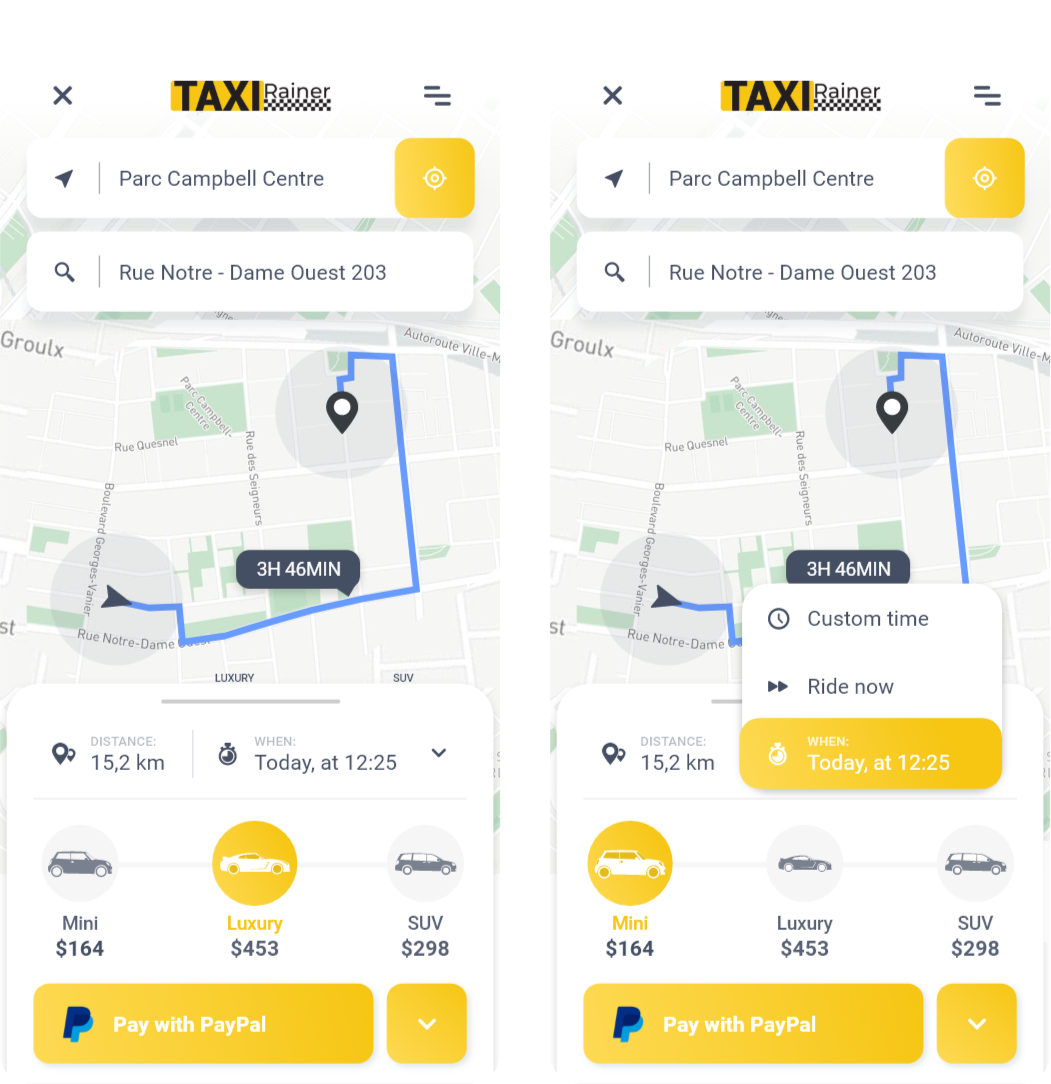 TAXI Rainer
Parc Campbell Centre
Rue Notre - Dame Ouest 203
Groulx
Autoroute Ville-M
Parc Campbell-
Centre
Rue Quesnel
Rue des Seigneurs
Boulevard Georges-
Vanier
3H 46MIN
st
Rue Notre-Dame Ouest
LUXURY
SUV
DISTANCE:
15,2 km
WHEN:
Today, at 12:25
Mini
$164
Luxury
$453
SUV
$298
Pay with PayPal
TAXI Rainer
Parc Campbell Centre
Rue Notre - Dame Ouest 203
Groulx
Autoroute Ville-M
Parc Campbell-
Centre
Rue Quesnel
Rue des Seigneurs
Boulevard Georges-
Vanier
3H 46MIN
Custom time
st
Rue Notre-Dame
Ride now
DISTANCE:
15,2 km
WHEN:
Today, at 12:25
Mini
$164
Luxury
$453
SUV
$298
Pay with PayPal